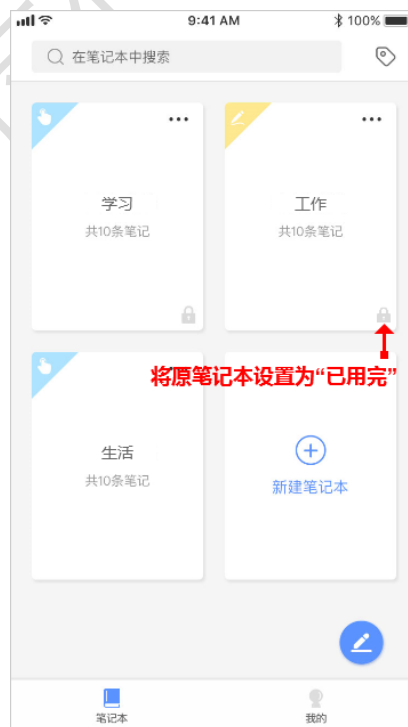 9:41 AM
100%
在笔记本中搜索
学习
共10条笔记
工作
共10条笔记
将原笔记本设置为“已用完”
生活
共10条笔记
新建笔记本
笔记本
我的